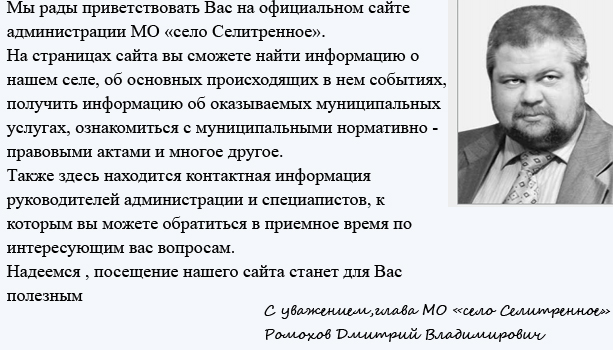 Мы рады приветствовать Вас на официальном сайте
администрации МО «село Селитренное».
На страницах сайта вы сможете найти информацию о
нашем селе, об основных происходящих в нем событиях,
получить информацию об оказываемых муниципальных
услугах, ознакомиться с муниципальными нормативно -
правовыми актами и многое другое.
Также здесь находится контактная информация
руководителей администрации и специапистов, к
которым вы можете обратиться в приемное время по
интересующим вас вопросам.
Надеемся , посещение нашего сайта станет для Вас
полезным
С уважением,глава МО «село Селитренное»
Ромохов Дмитрий Владимирович